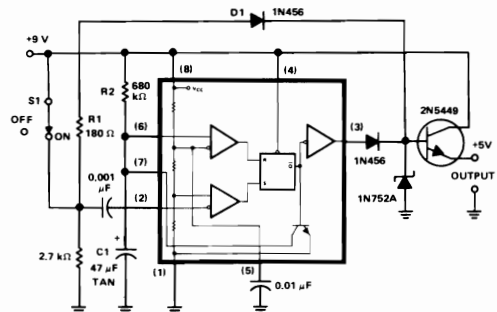 D1
1N456
+9 V
(8)
(4)
R2
680
kΩ
VCC
2N5449
S1
OFF
ON
R1
180 Ω
(6)
(3)
(7)
1N456
+5V
OUTPUT
0.001
µF
(2)
1N752A
2.7 kΩ
+
C1
47 µF
TAN
(1)
(5)
0.01 µF